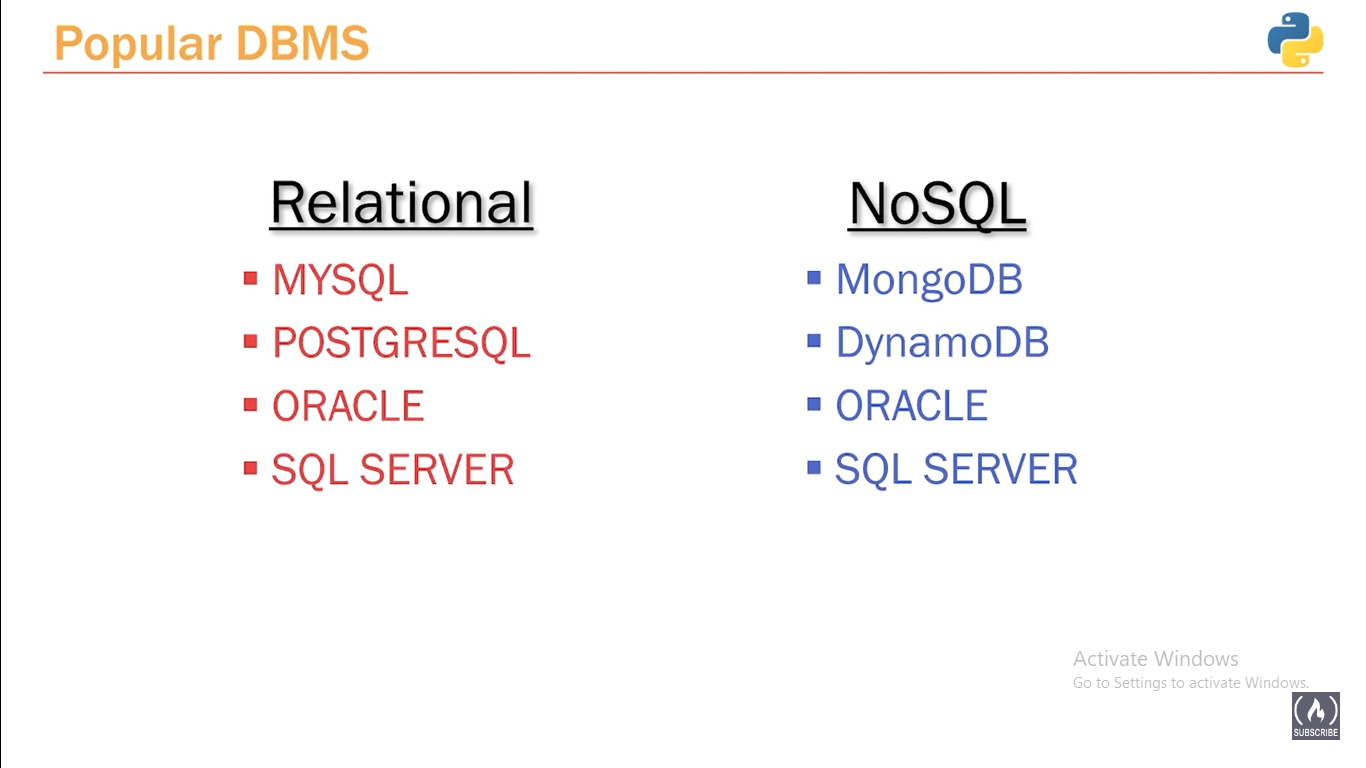 Popular DBMS
Relational
MYSQL
POSTGRESQL
ORACLE
SQL SERVER
NoSQL
MongoDB
DynamoDB
ORACLE
SQL SERVER
Activate Windows
Go to Settings to activate Windows.
SUBSCRIBE